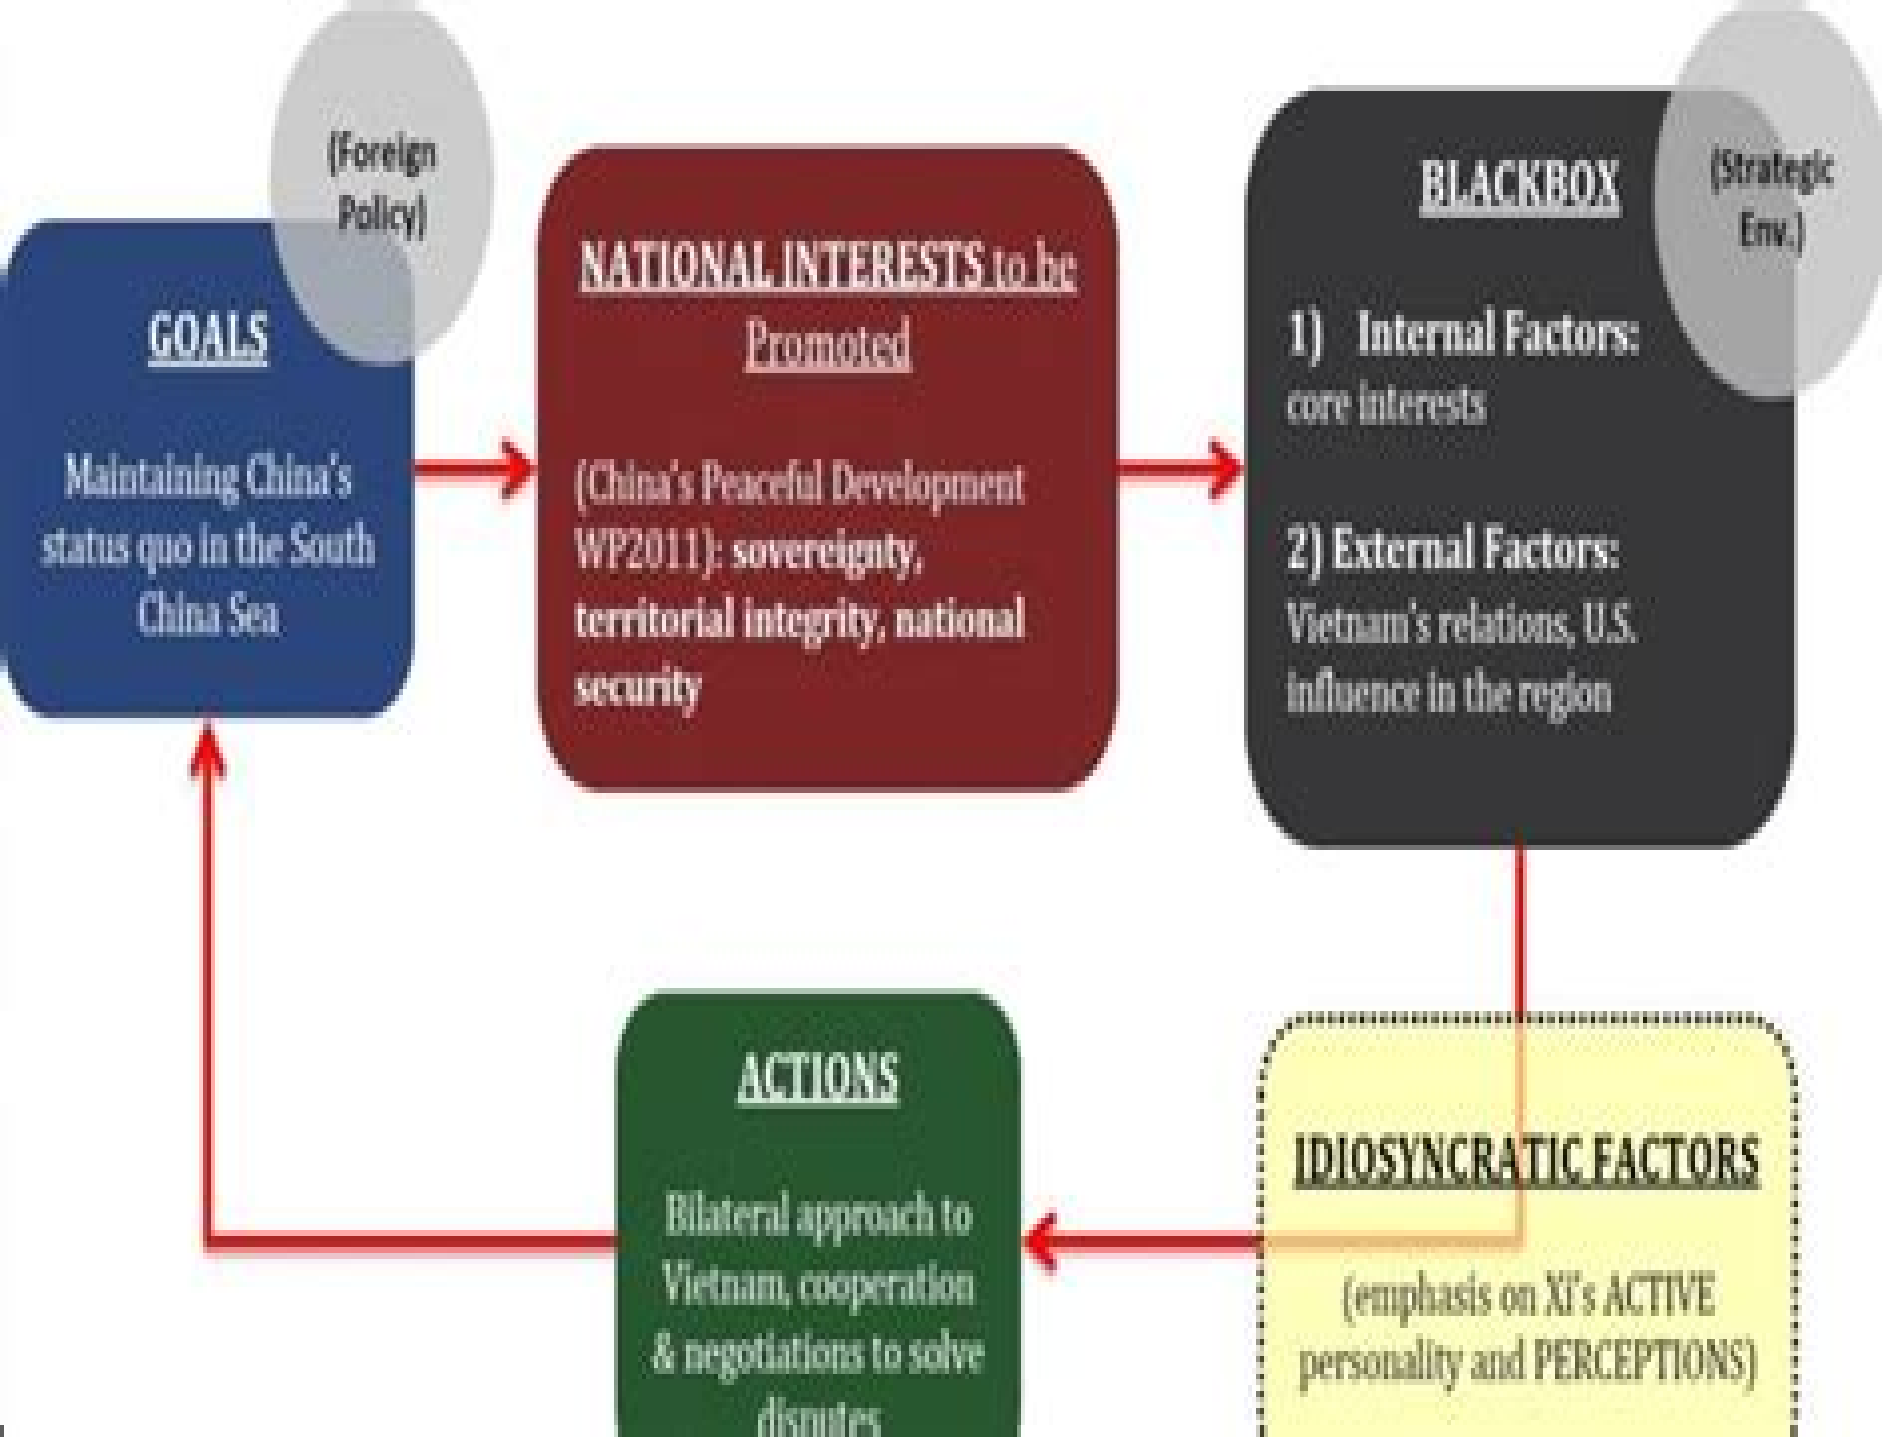 (Foreign
Policy)
GOALS
Maintaining China's
status quo in the South
China Sea
NATIONAL INTERESTS to be
Promoted
(China's Peaceful Development
WP2011): sovereignty,
territorial integrity, national
security
(Strategic
Env.)
BLACKBOX
1) Internal Factors:
core interests
2) External Factors:
Vietnam's relations, U.S.
influence in the region
ACTIONS
Bilateral approach to
Vietnam, cooperation
& negotiations to solve
disputes
IDIOSYNCRATIC FACTORS
(emphasis on Xi's ACTIVE
personality and PERCEPTIONS)